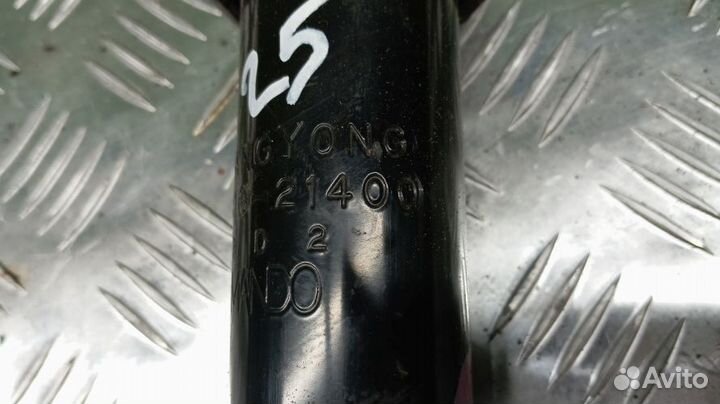 25
NGYONG
-21400
D 2
ANDO
Avito